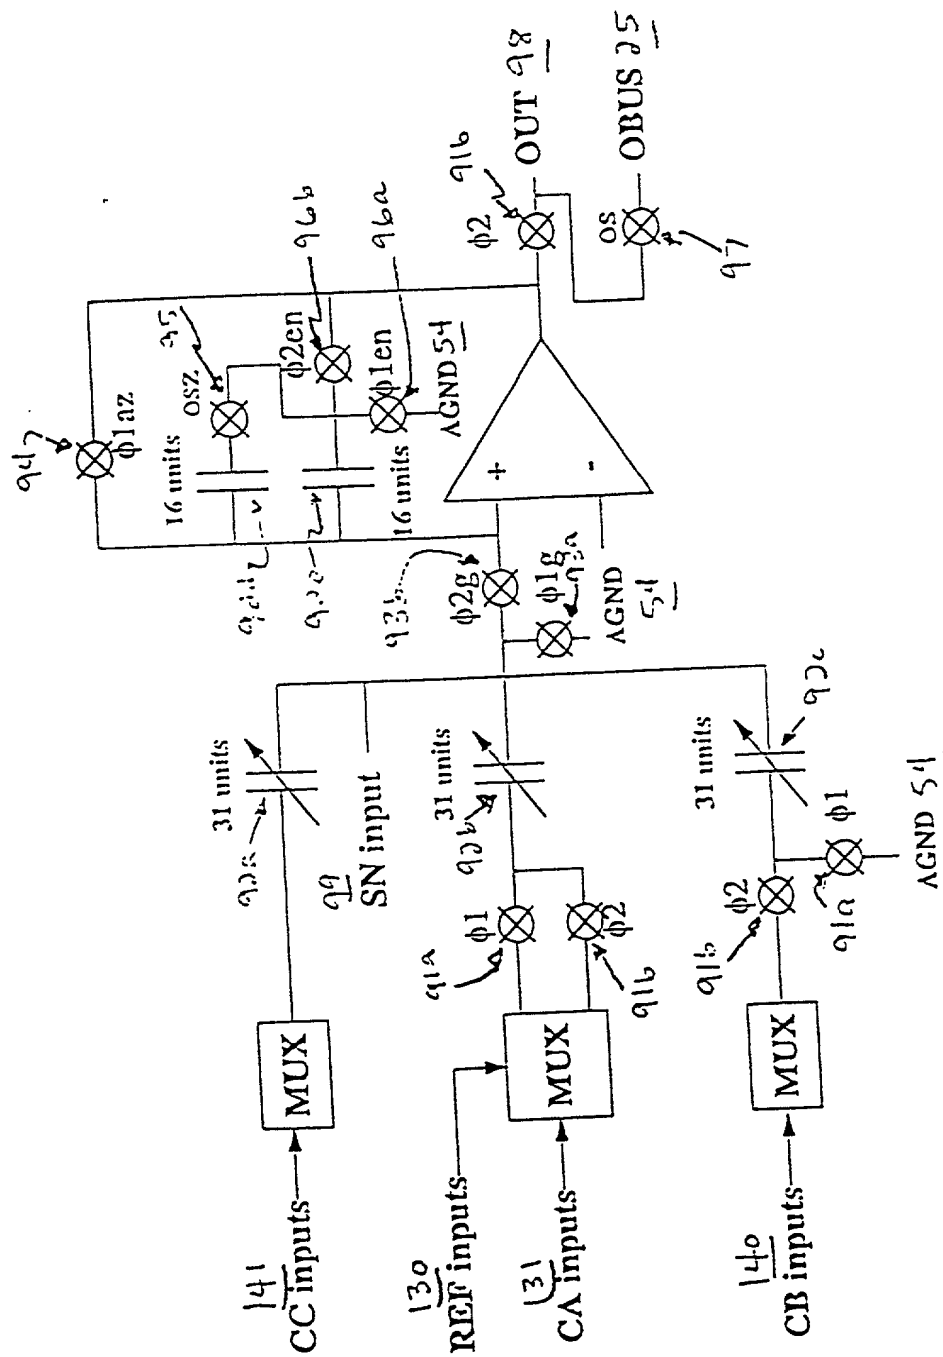 141
CC inputs
130
REF inputs
131
CA inputs
140
CB inputs
MUX
MUX
MUX
31 units
92a
99
SN input
31 units
92b
31 units
92c
91a
φ1
φ2
91b
91b
φ2
91a
φ1
AGND 54
93b
φ2g
φ1g
93a
AGND
54
94
φ1az
16 units
92d
16 units
OSZ
95
φ2en
96b
φ1en
96a
AGND 54
+
-
φ2
91b
OUT 98
OS
97
OBUS 25